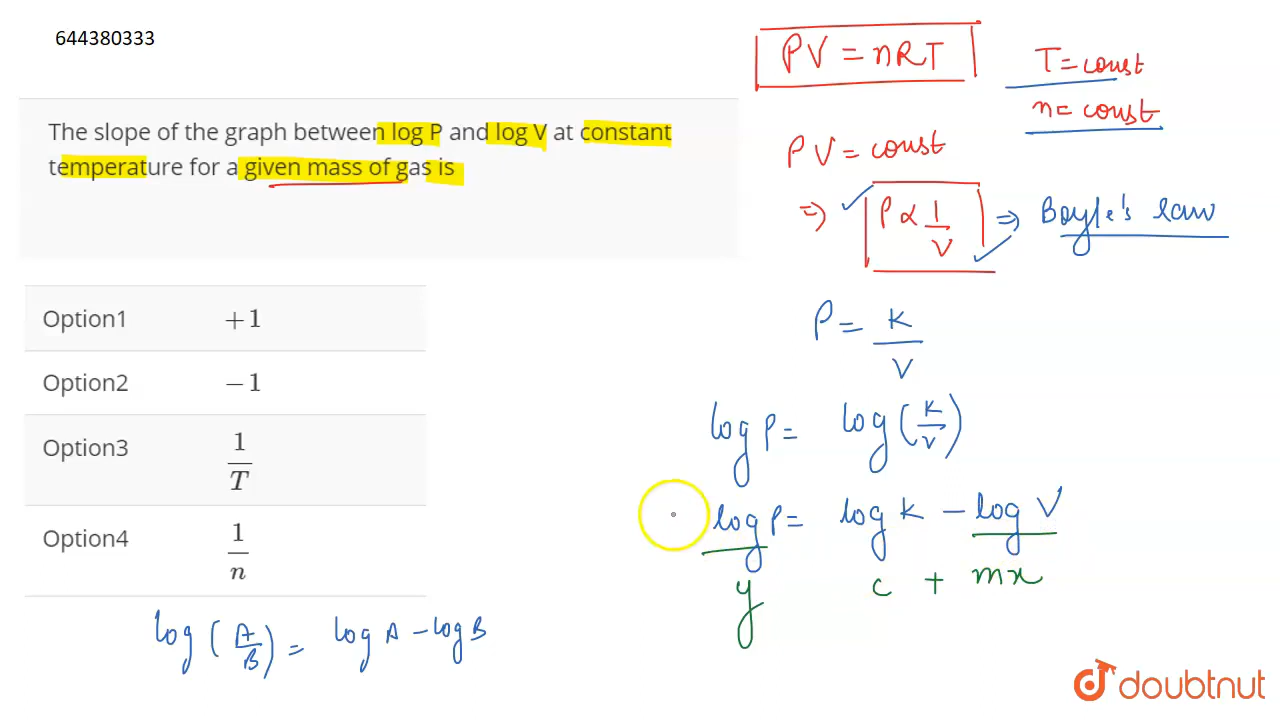 644380333
The slope of the graph between log P and log V at constant
temperature for a given mass of gas is
Option1 +1
Option2 −1
Option3 1/T
Option4 1/n
log(A/B) = log A − log B
PV = nRT
T = const
n = const
PV = const
⇒ P ∝ 1/V ⇒ Boyle's law
P = K/V
log P = log(K/V)
log P = log K − log V
y c + mx
doubtnut